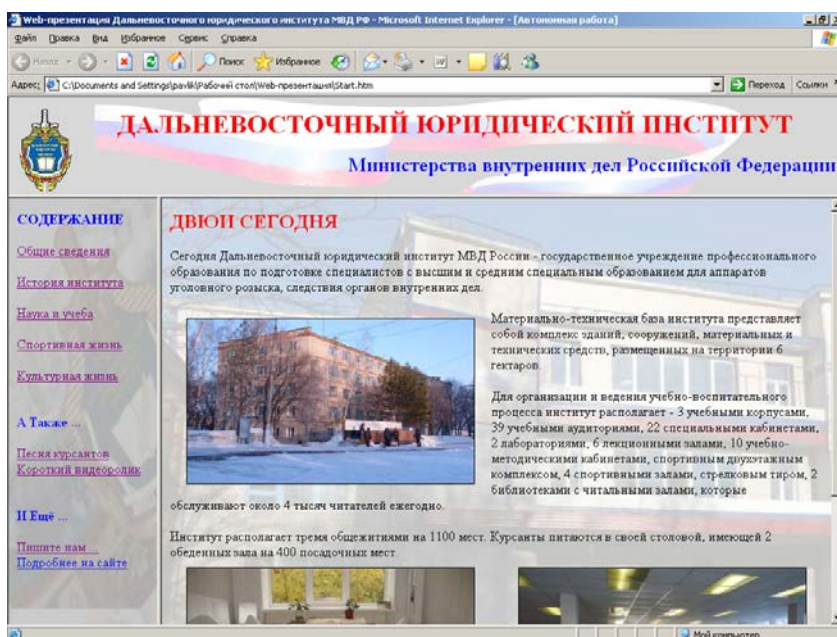 Web-презентация Дальневосточного юридического института МВД РФ - Microsoft Internet Explorer - [Автономная работа]
Файл Правка Вид Избранное Сервис Справка
Назад Поиск Избранное
Адрес: C:\Documents and Settings\pavlik\Рабочий стол\Web-презентация\Start.htm Переход Ссылки
ДАЛЬНЕВОСТОЧНЫЙ ЮРИДИЧЕСКИЙ ИНСТИТУТ
Министерства внутренних дел Российской Федерации
СОДЕРЖАНИЕ
Общие сведения
История института
Наука и учеба
Спортивная жизнь
Культурная жизнь
А Также ...
Песня курсантов
Короткий видеоролик
И Ещё ...
Пишите нам ...
Подробнее на сайте
ДВЮИ СЕГОДНЯ
Сегодня Дальневосточный юридический институт МВД России - государственное учреждение профессионального
образования по подготовке специалистов с высшим и средним специальным образованием для аппаратов
уголовного розыска, следствия органов внутренних дел.
Материально-техническая база института представляет
собой комплекс зданий, сооружений, материальных и
технических средств, размещенных на территории 6
гектаров.
Для организации и ведения учебно-воспитательного
процесса институт располагает - 3 учебными корпусами,
39 учебными аудиториями, 22 специальными кабинетами,
2 лабораториями, 6 лекционными залами, 10 учебно-
методическими кабинетами, спортивным двухэтажным
комплексом, 4 спортивными залами, стрелковым тиром, 2
библиотеками с читальными залами, которые
обслуживают около 4 тысяч читателей ежегодно.
Институт располагает тремя общежитиями на 1100 мест. Курсанты питаются в своей столовой, имеющей 2
обеденных зала на 400 посадочных мест.
Мой компьютер